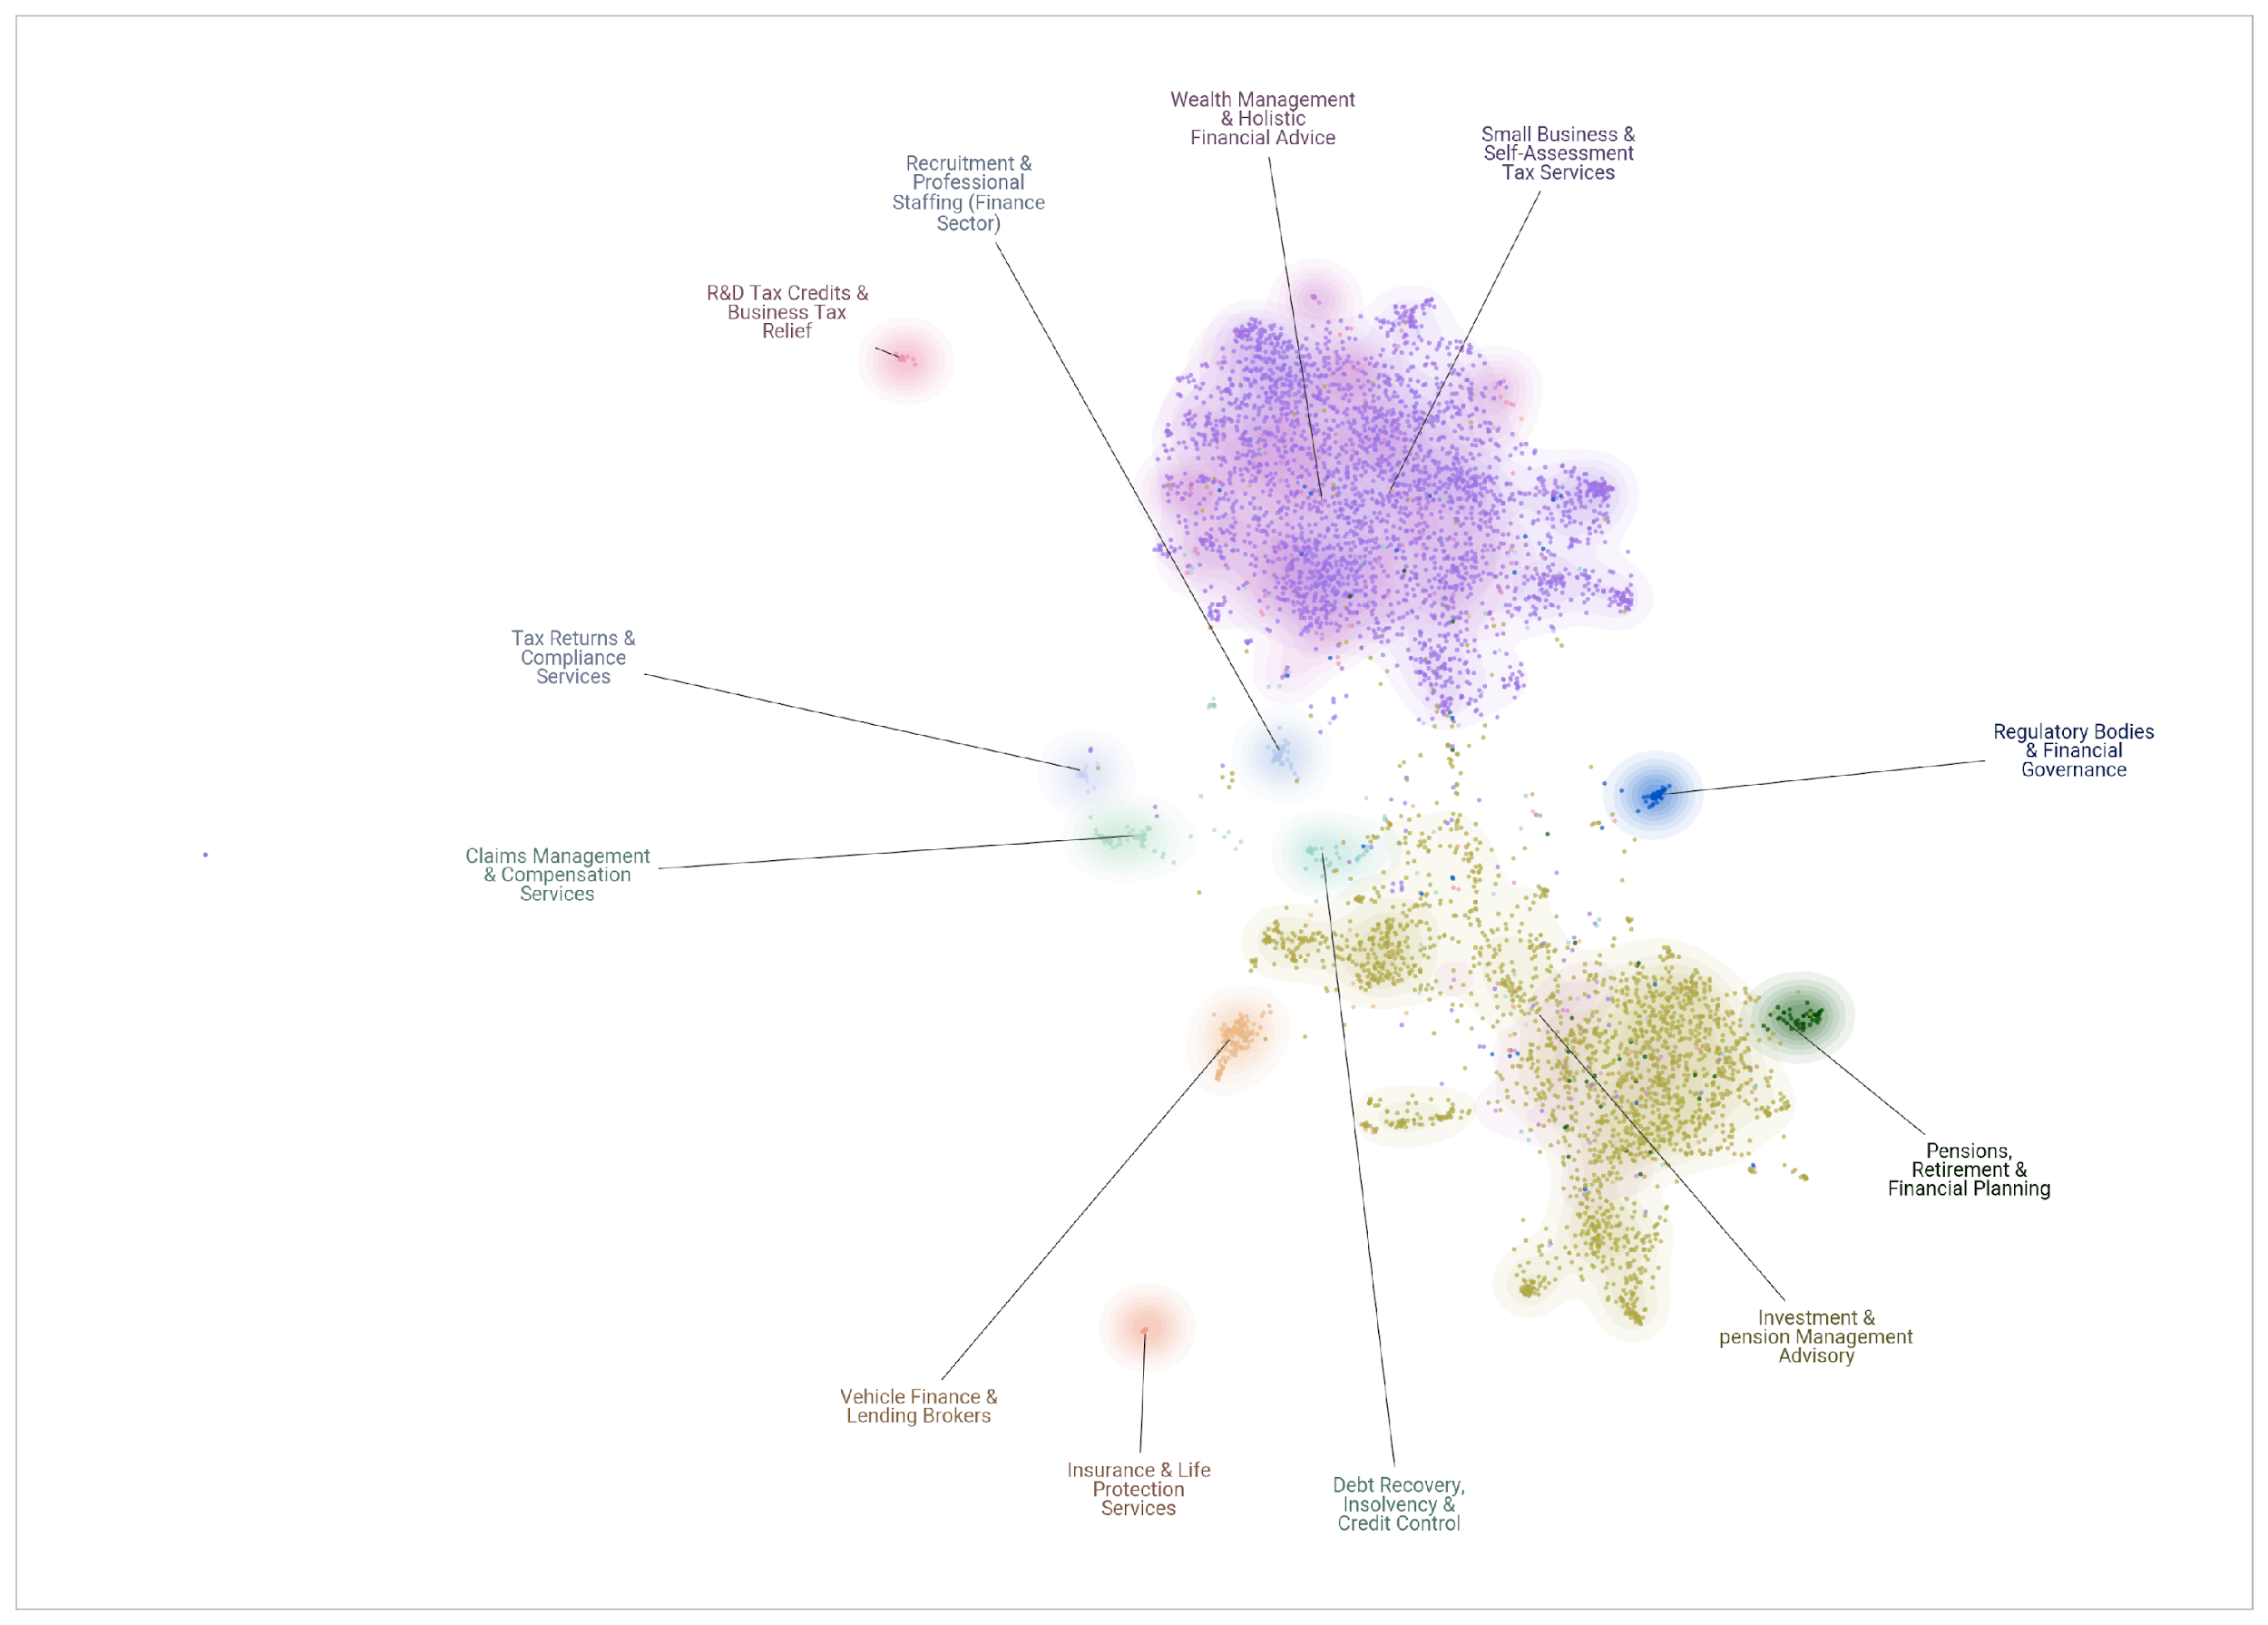 Wealth Management
& Holistic
Financial Advice
Small Business &
Self-Assessment
Tax Services
Recruitment &
Professional
Staffing (Finance
Sector)
R&D Tax Credits &
Business Tax
Relief
Tax Returns &
Compliance
Services
Regulatory Bodies
& Financial
Governance
Claims Management
& Compensation
Services
Pensions,
Retirement &
Financial Planning
Investment &
pension Management
Advisory
Vehicle Finance &
Lending Brokers
Insurance & Life
Protection
Services
Debt Recovery,
Insolvency &
Credit Control